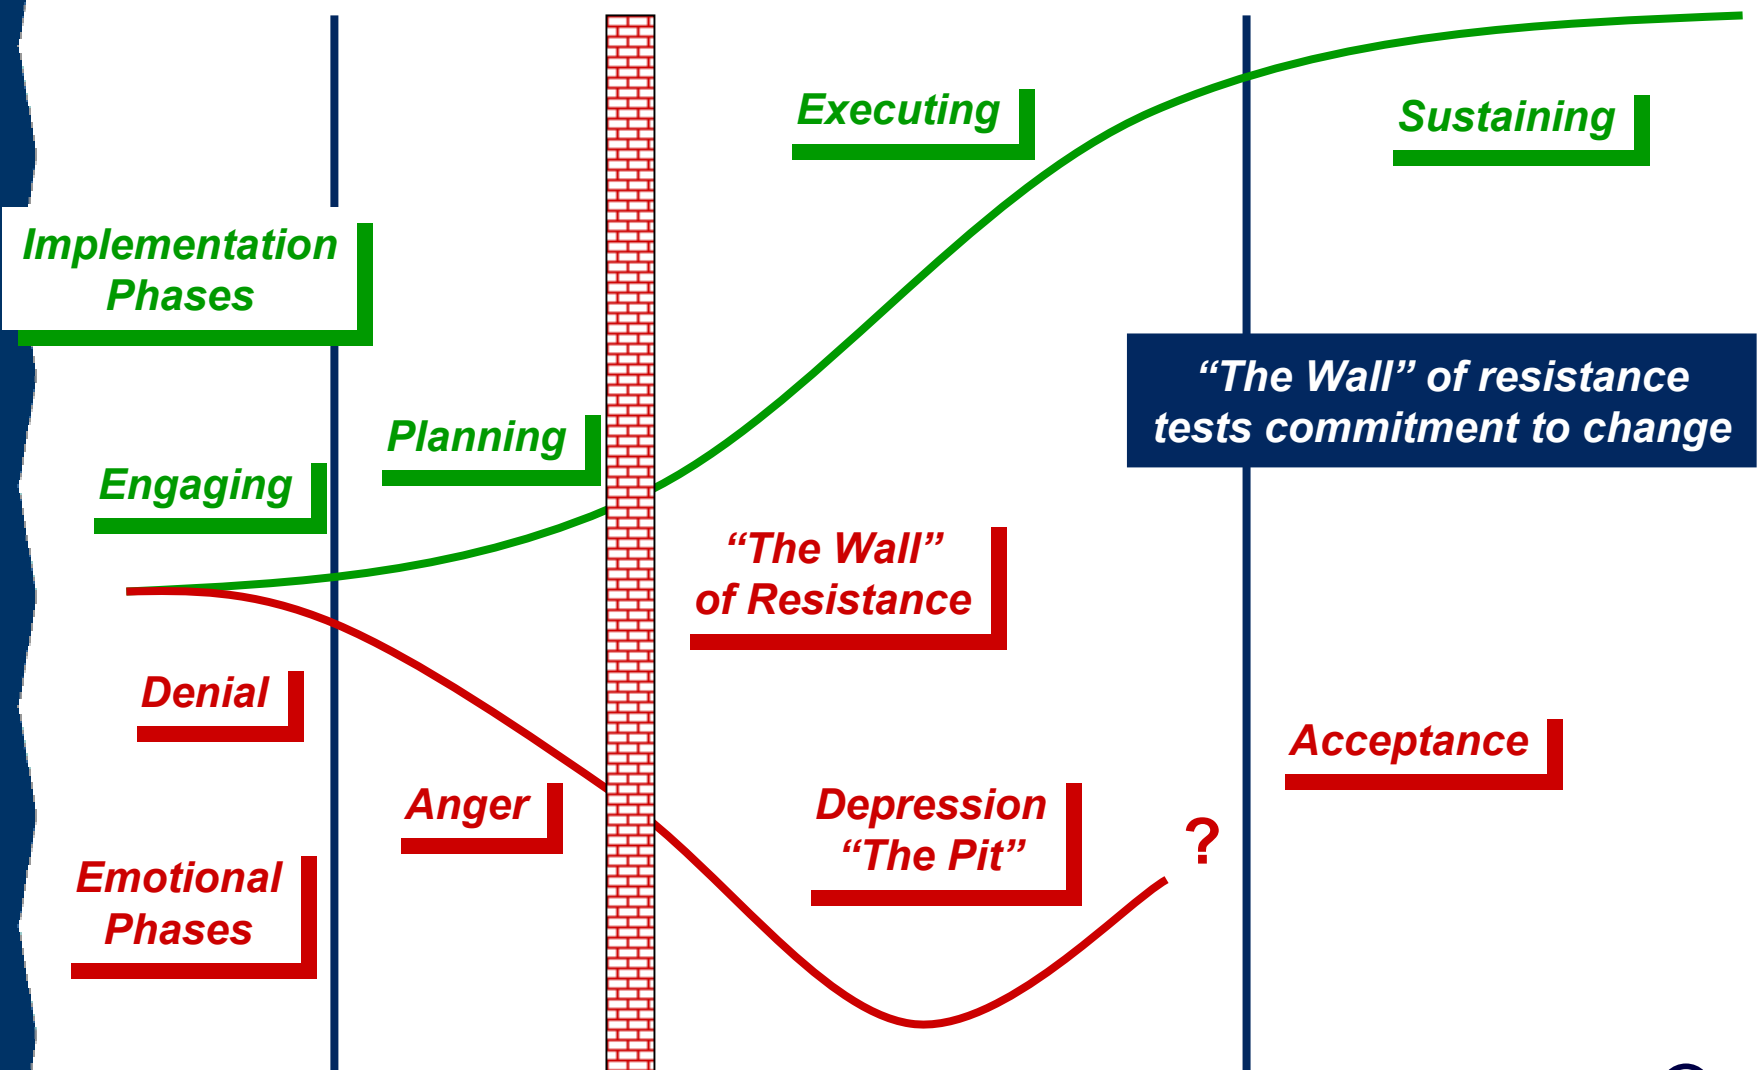 Executing
Sustaining
Implementation
Phases
“The Wall” of resistance
tests commitment to change
Planning
Engaging
“The Wall”
of Resistance
Denial
Acceptance
Anger
Depression
“The Pit”
?
Emotional
Phases